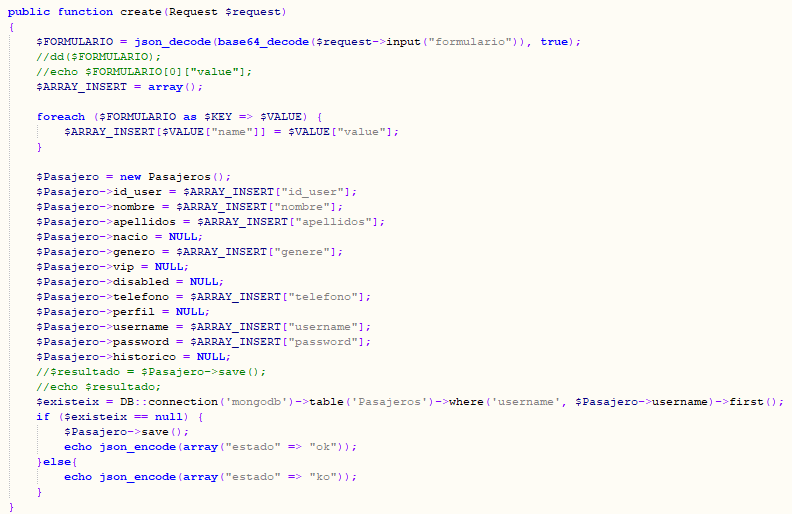 public function create(Request $request)
{
    $FORMULARIO = json_decode(base64_decode($request->input("formulario")), true);
    //dd($FORMULARIO);
    //echo $FORMULARIO[0]["value"];
    $ARRAY_INSERT = array();

    foreach ($FORMULARIO as $KEY => $VALUE) {
        $ARRAY_INSERT[$VALUE["name"]] = $VALUE["value"];
    }

    $Pasajero = new Pasajeros();
    $Pasajero->id_user = $ARRAY_INSERT["id_user"];
    $Pasajero->nombre = $ARRAY_INSERT["nombre"];
    $Pasajero->apellidos = $ARRAY_INSERT["apellidos"];
    $Pasajero->nacio = NULL;
    $Pasajero->genero = $ARRAY_INSERT["genere"];
    $Pasajero->vip = NULL;
    $Pasajero->disabled = NULL;
    $Pasajero->telefono = $ARRAY_INSERT["telefono"];
    $Pasajero->perfil = NULL;
    $Pasajero->username = $ARRAY_INSERT["username"];
    $Pasajero->password = $ARRAY_INSERT["password"];
    $Pasajero->historico = NULL;
    //$resultado = $Pasajero->save();
    //echo $resultado;
    $existeix = DB::connection('mongodb')->table('Pasajeros')->where('username', $Pasajero->username)->first();
    if ($existeix == null) {
        $Pasajero->save();
        echo json_encode(array("estado" => "ok"));
    }else{
        echo json_encode(array("estado" => "ko"));
    }
}